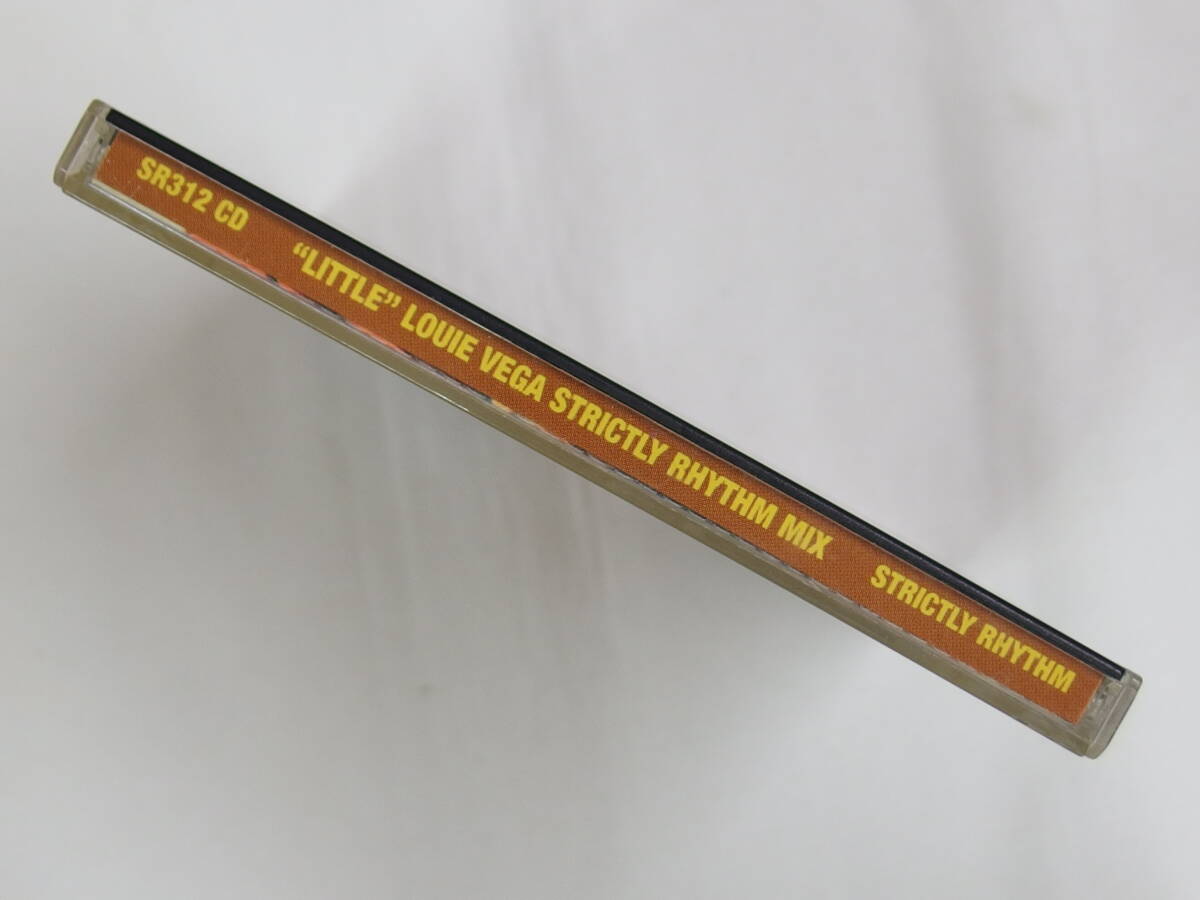 SR312 CD “LITTLE” LOUIE VEGA STRICTLY RHYTHM MIX STRICTLY RHYTHM